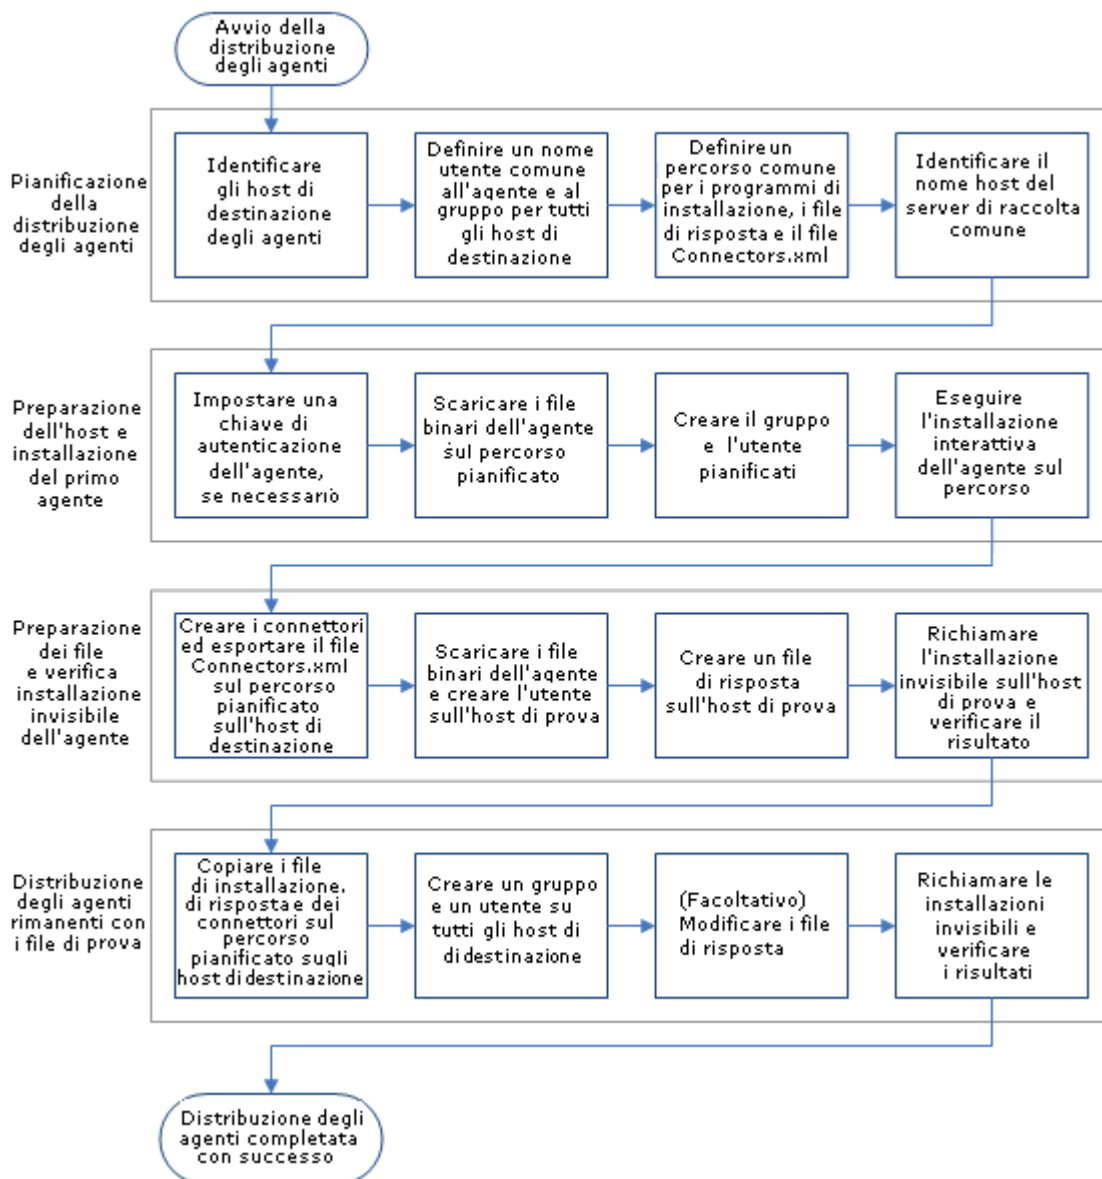 Avvio della
distribuzione
degli agenti
Pianificazione
della
distribuzione
degli agenti
Identificare
gli host di
destinazione
degli agenti
Definire un nome
utente comune
all'agente e al
gruppo per tutti
gli host di
destinazione
Definire un
percorso comune
per i programmi di
installazione, i file
di risposta e il file
Connectors.xml
Identificare il
nome host del
server di raccolta
comune
Preparazione
dell'host e
installazione
del primo
agente
Impostare una
chiave di
autenticazione
dell'agente,
se necessario
Scaricare i file
binari dell'agente
sul percorso
pianificato
Creare il gruppo
e l'utente
pianificati
Eseguire
l'installazione
interattiva
dell'agente sul
percorso
Preparazione
dei file
e verifica
installazione
invisibile
dell'agente
Creare i connettori
ed esportare il file
Connectors.xml
sul percorso
pianificato
sull'host di
destinazione
Scaricare i file
binari dell'agente
e creare l'utente
sull'host di prova
Creare un file
di risposta
sull'host di prova
Richiamare
l'installazione
invisibile sull'host
di prova e
verificare il
risultato
Distribuzione
degli agenti
rimanenti con
i file di prova
Copiare i file
di installazione.
di risposta e dei
connettori sul
percorso
pianificato sugli
host di destinazione
Creare un gruppo
e un utente su
tutti gli host di
di destinazione
(Facoltativo)
Modificare i file
di risposta
Richiamare le
installazioni
invisibili e
verificare
i risultati
Distribuzione degli
agenti completata
con successo